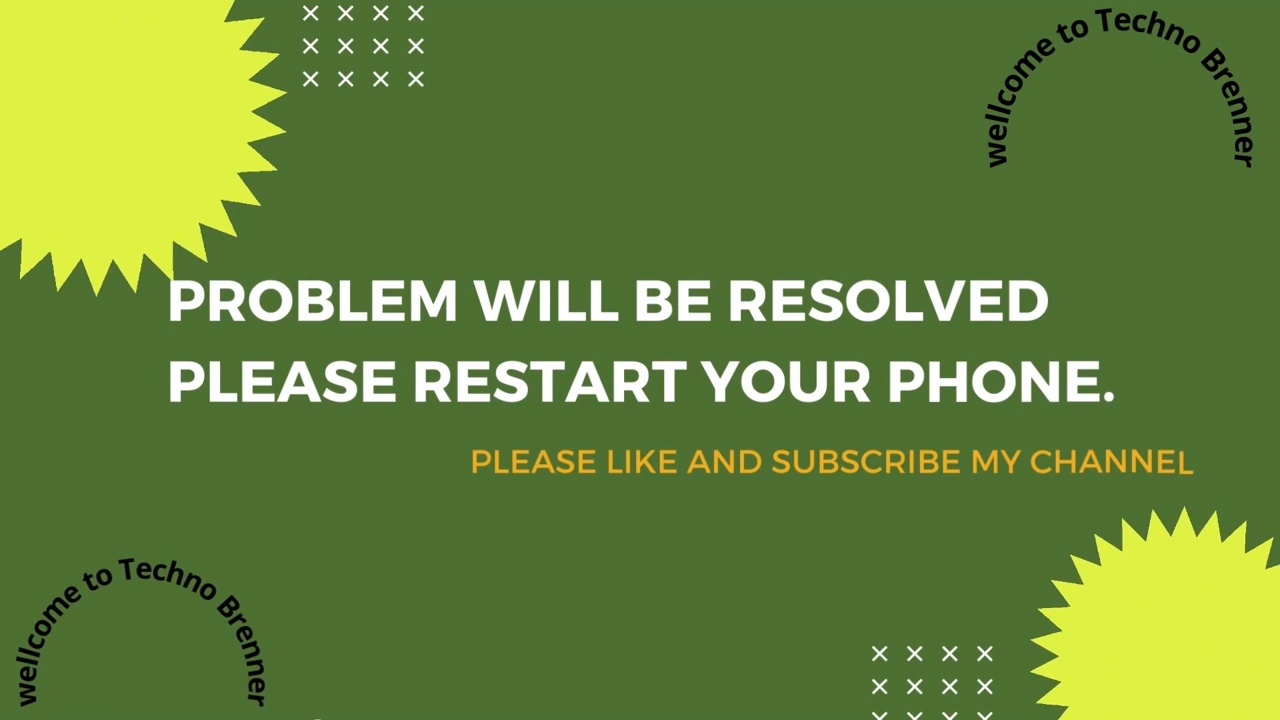 wellcome to Techno Brenner
PROBLEM WILL BE RESOLVED
PLEASE RESTART YOUR PHONE.
PLEASE LIKE AND SUBSCRIBE MY CHANNEL
wellcome to Techno Brenner